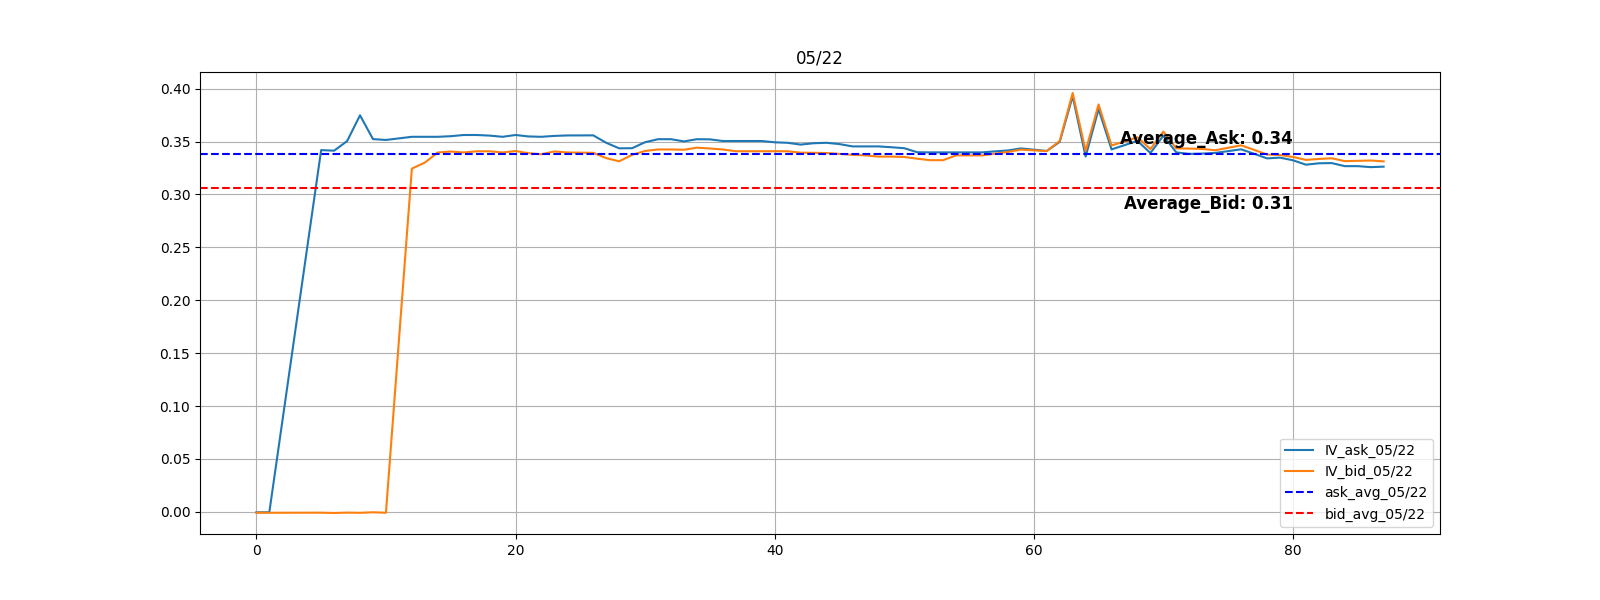 05/22
0.40
0.35
0.30
0.25
0.20
0.15
0.10
0.05
0.00
Average_Ask: 0.34
Average_Bid: 0.31
IV_ask_05/22
IV_bid_05/22
ask_avg_05/22
bid_avg_05/22
0 20 40 60 80